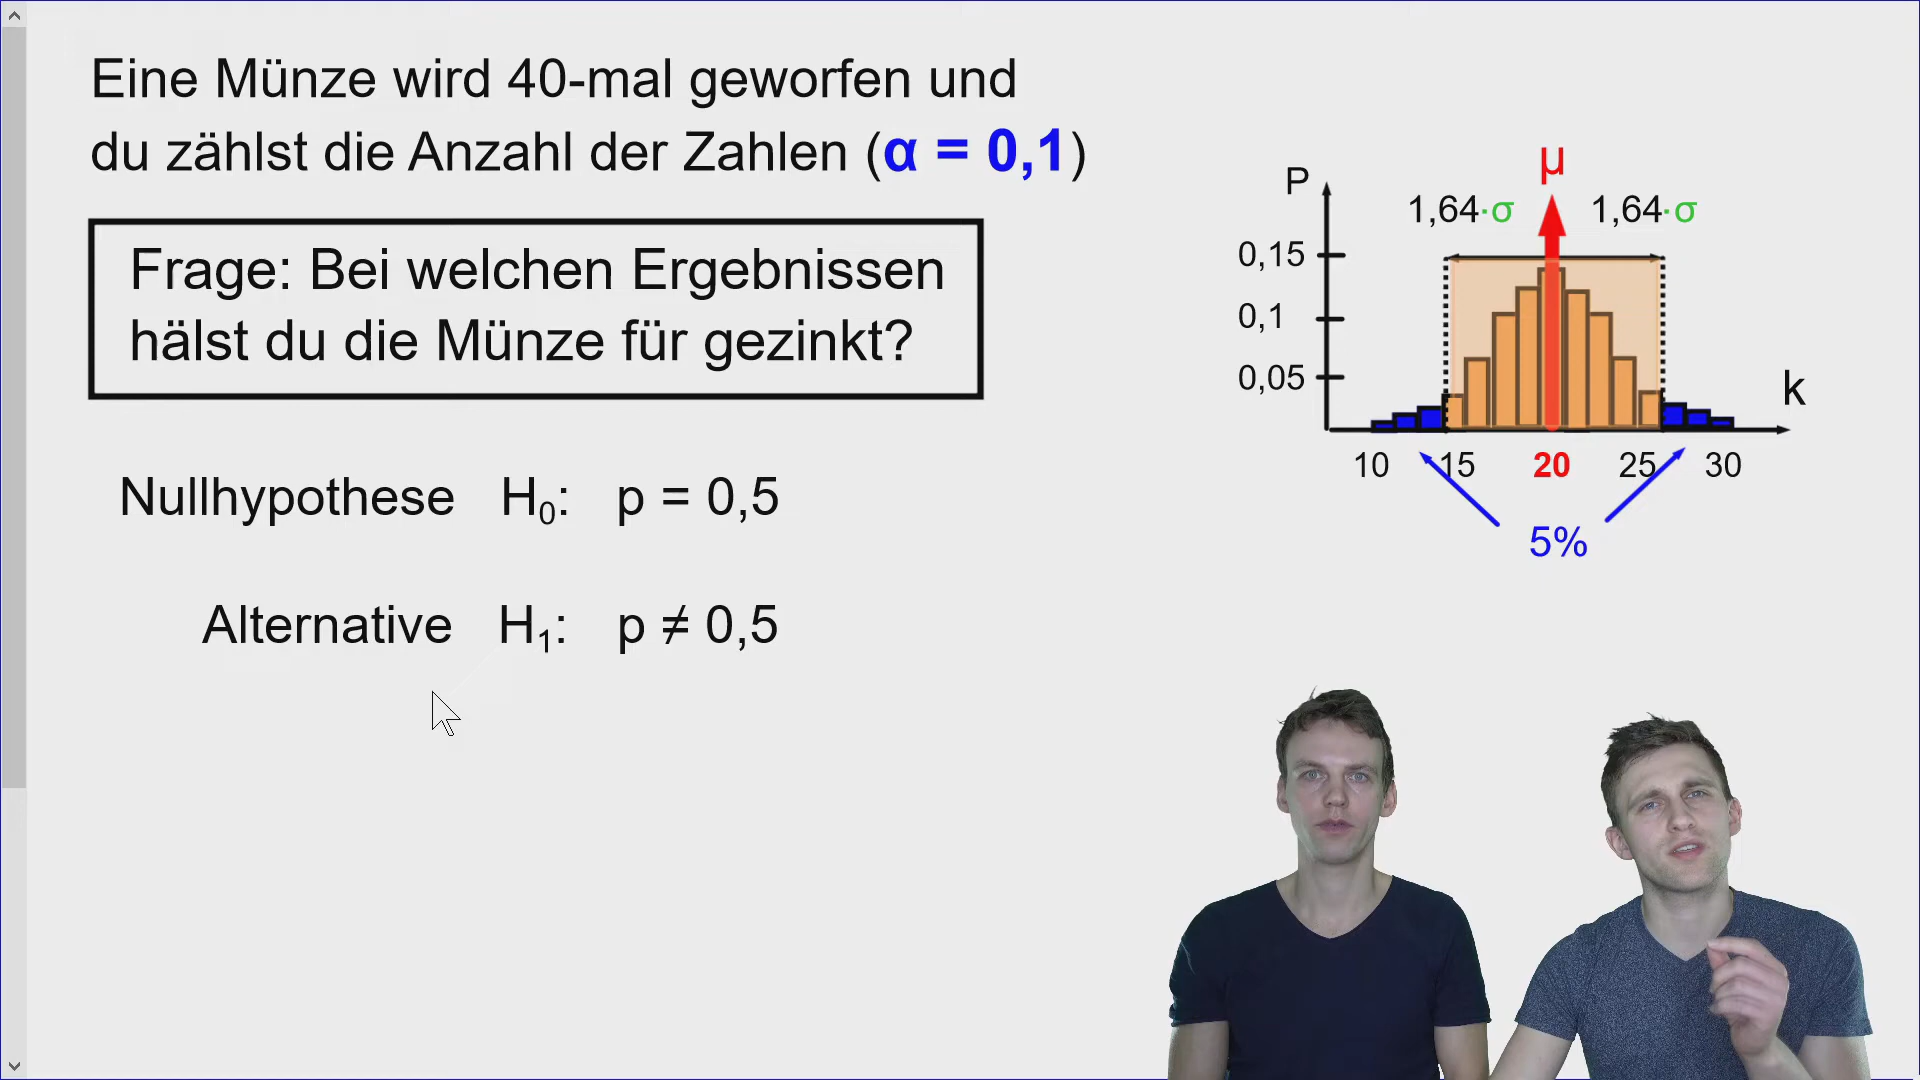 Eine Münze wird 40-mal geworfen und
du zählst die Anzahl der Zahlen (α = 0,1)
Frage: Bei welchen Ergebnissen
hälst du die Münze für gezinkt?
Nullhypothese H₀: p = 0,5
Alternative H₁: p ≠ 0,5
μ
P
1,64·σ 1,64·σ
0,15
0,1
0,05
k
10 15 20 25 30
5%